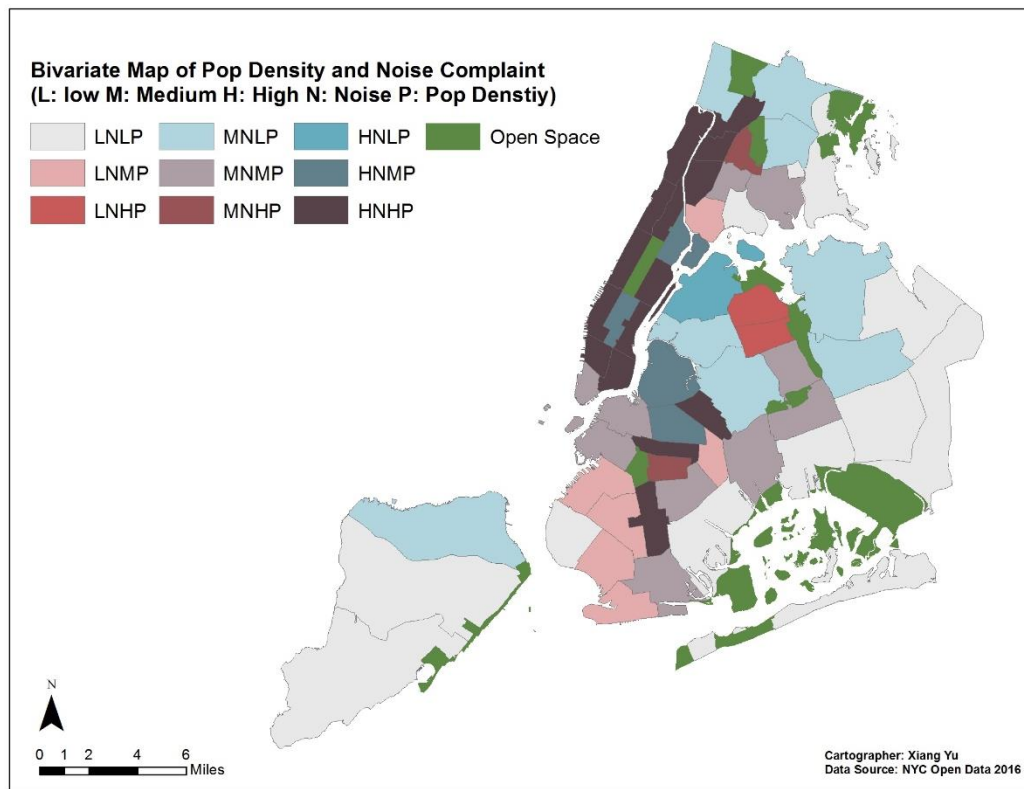 Bivariate Map of Pop Density and Noise Complaint
(L: low M: Medium H: High N: Noise P: Pop Denstiy)
LNLP MNLP HNLP Open Space
LNMP MNMP HNMP
LNHP MNHP HNHP
N
0 1 2 4 6
Miles
Cartographer: Xiang Yu
Data Source: NYC Open Data 2016